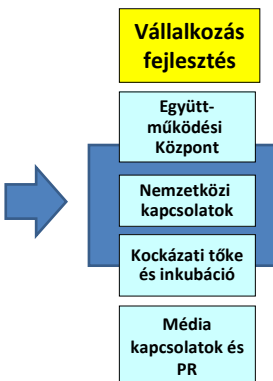 Vállalkozás
fejlesztés
Együtt-
működési
Központ
Nemzetközi
kapcsolatok
Kockázati tőke
és inkubáció
Média
kapcsolatok és
PR